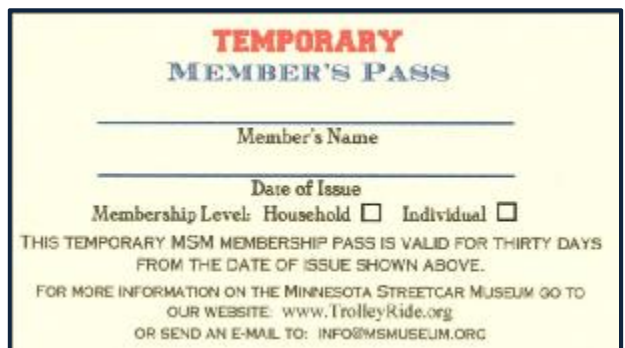 TEMPORARY
MEMBER'S PASS
Member's Name
Date of Issue
Membership Level: Household ☐ Individual ☐
THIS TEMPORARY MSM MEMBERSHIP PASS IS VALID FOR THIRTY DAYS
FROM THE DATE OF ISSUE SHOWN ABOVE.
FOR MORE INFORMATION ON THE MINNESOTA STREETCAR MUSEUM GO TO
OUR WEBSITE: www.TrolleyRide.org
OR SEND AN E-MAIL TO: INFO@MSMUSEUM.ORG